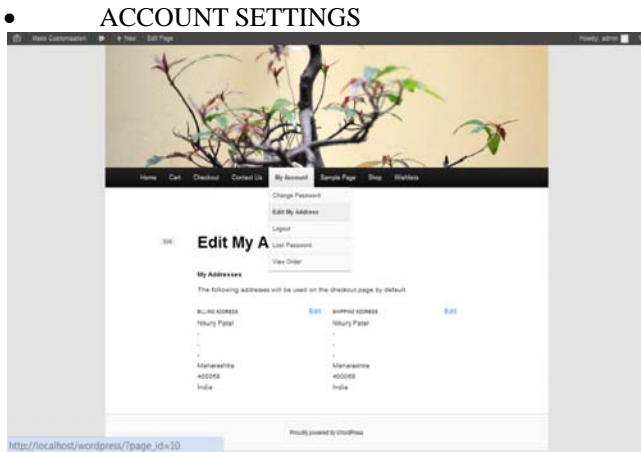 • ACCOUNT SETTINGS
Mass Customisation + New Edit Page Howdy, admin
Home Cart Checkout Contact Us My Account Sample Page Shop Wishlists
Change Password
Edit My Address
Logout
Lost Password
View Order
Edit
Edit My A
My Addresses
The following addresses will be used on the checkout page by default.
BILLING ADDRESS Edit SHIPPING ADDRESS Edit
Nikunj Patel Nikunj Patel
- -
- -
- -
Maharashtra Maharashtra
400058 400058
India India
Proudly powered by WordPress
http://localhost/wordpress/?page_id=10